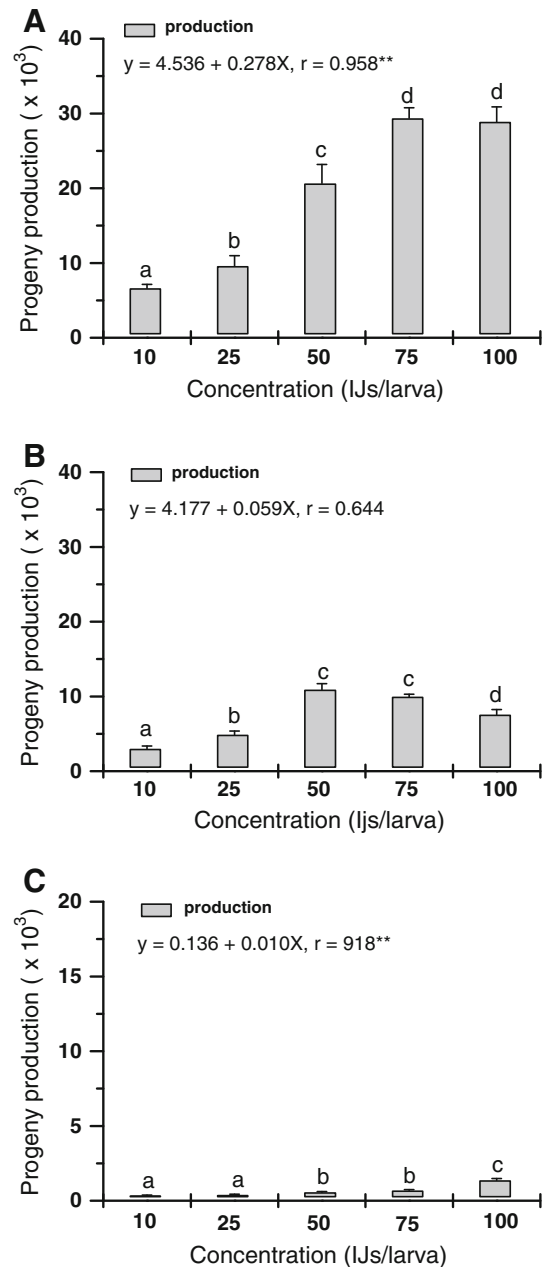 A
production
y = 4.536 + 0.278X, r = 0.958**
Progeny production ( x 10³)
40
30
20
10
0
a
b
c
d
d
10 25 50 75 100
Concentration (IJs/larva)
B
production
y = 4.177 + 0.059X, r = 0.644
Progeny production ( x 10³)
40
30
20
10
0
a
b
c
c
d
10 25 50 75 100
Concentration (Ijs/larva)
C
production
y = 0.136 + 0.010X, r = 918**
Progeny production ( x 10³)
20
15
10
5
0
a
a
b
b
c
10 25 50 75 100
Concentration (IJs/larva)